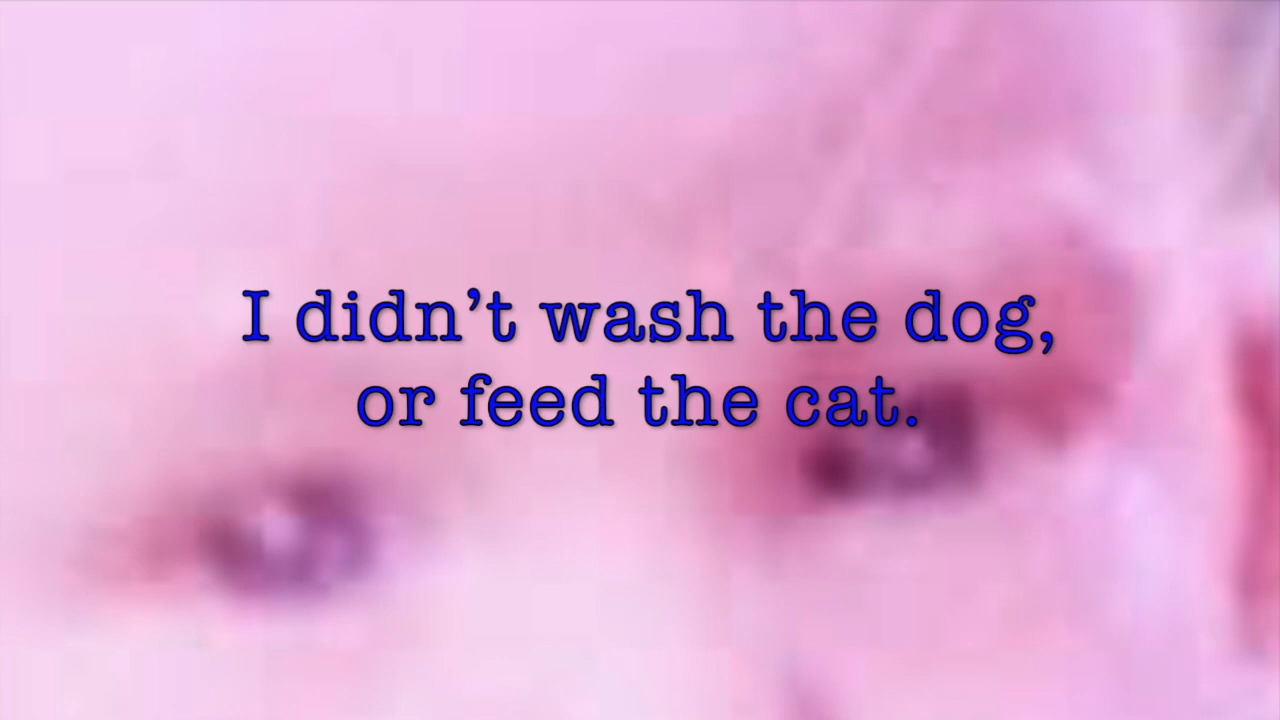 I didn’t wash the dog,
or feed the cat.